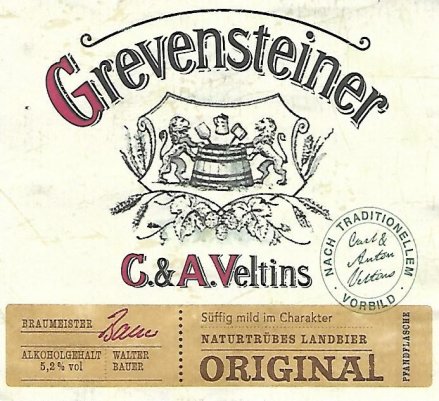 Grevensteiner
C.&A.Veltins
NACH TRADITIONELLEM
Carl &
Anton
Veltins
· VORBILD ·
BRAUMEISTER
Bauer
ALKOHOLGEHALT
5,2% vol
WALTER
BAUER
Süffig mild im Charakter
NATURTRÜBES LANDBIER
ORIGINAL
PFANDFLASCHE